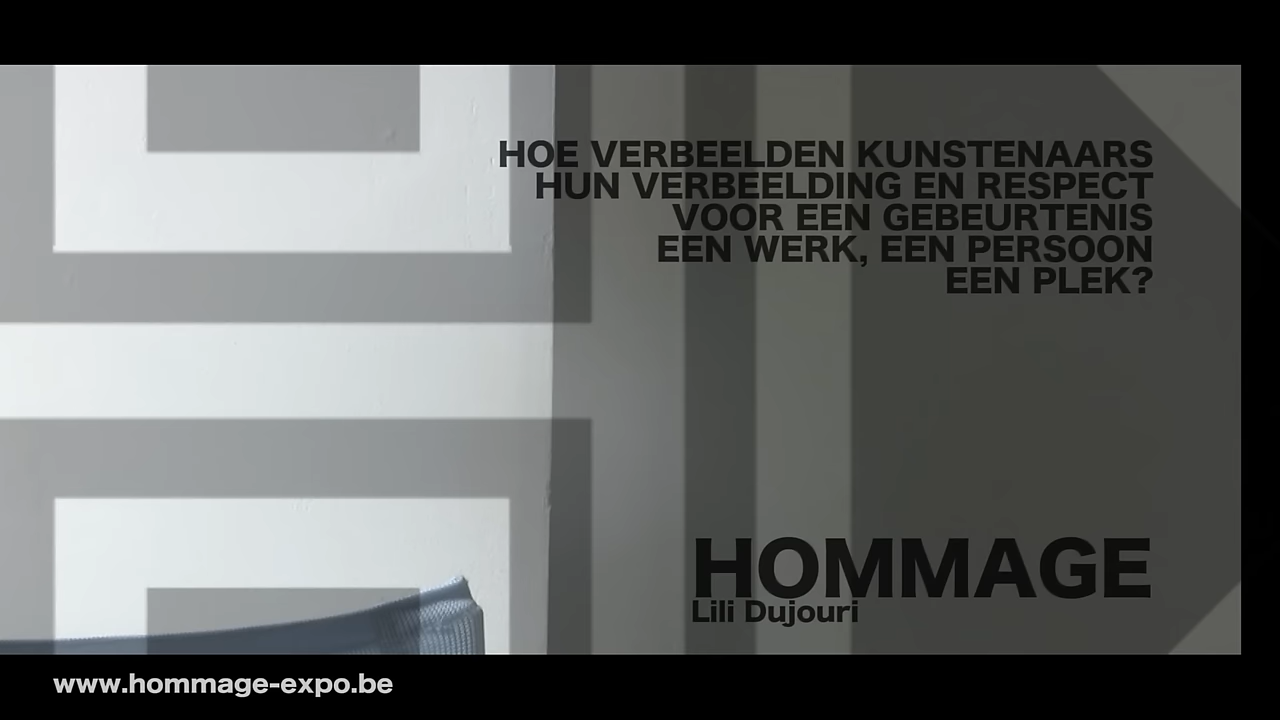 HOE VERBEELDEN KUNSTENAARS
HUN VERBEELDING EN RESPECT
VOOR EEN GEBEURTENIS
EEN WERK, EEN PERSOON
EEN PLEK?
HOMMAGE
Lili Dujouri
www.hommage-expo.be